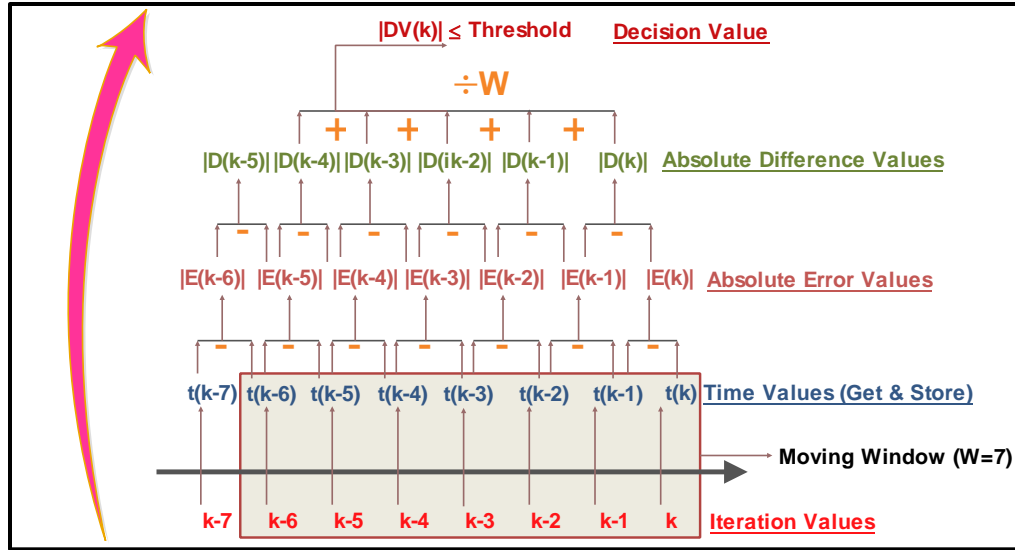 |DV(k)| ≤ Threshold Decision Value
÷W
+ + + +
|D(k-5)| |D(k-4)| |D(k-3)| |D(ik-2)| |D(k-1)| |D(k)| Absolute Difference Values
- - - - - -
|E(k-6)| |E(k-5)| |E(k-4)| |E(k-3)| |E(k-2)| |E(k-1)| |E(k)| Absolute Error Values
- - - - - - -
t(k-7) t(k-6) t(k-5) t(k-4) t(k-3) t(k-2) t(k-1) t(k) Time Values (Get & Store)
Moving Window (W=7)
k-7 k-6 k-5 k-4 k-3 k-2 k-1 k Iteration Values